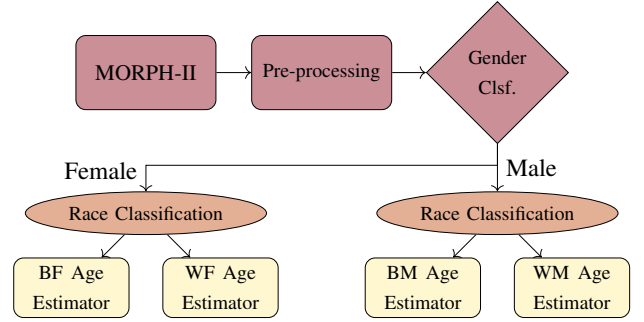 MORPH-II
Pre-processing
Gender
Clsf.
Female
Male
Race Classification
Race Classification
BF Age
Estimator
WF Age
Estimator
BM Age
Estimator
WM Age
Estimator